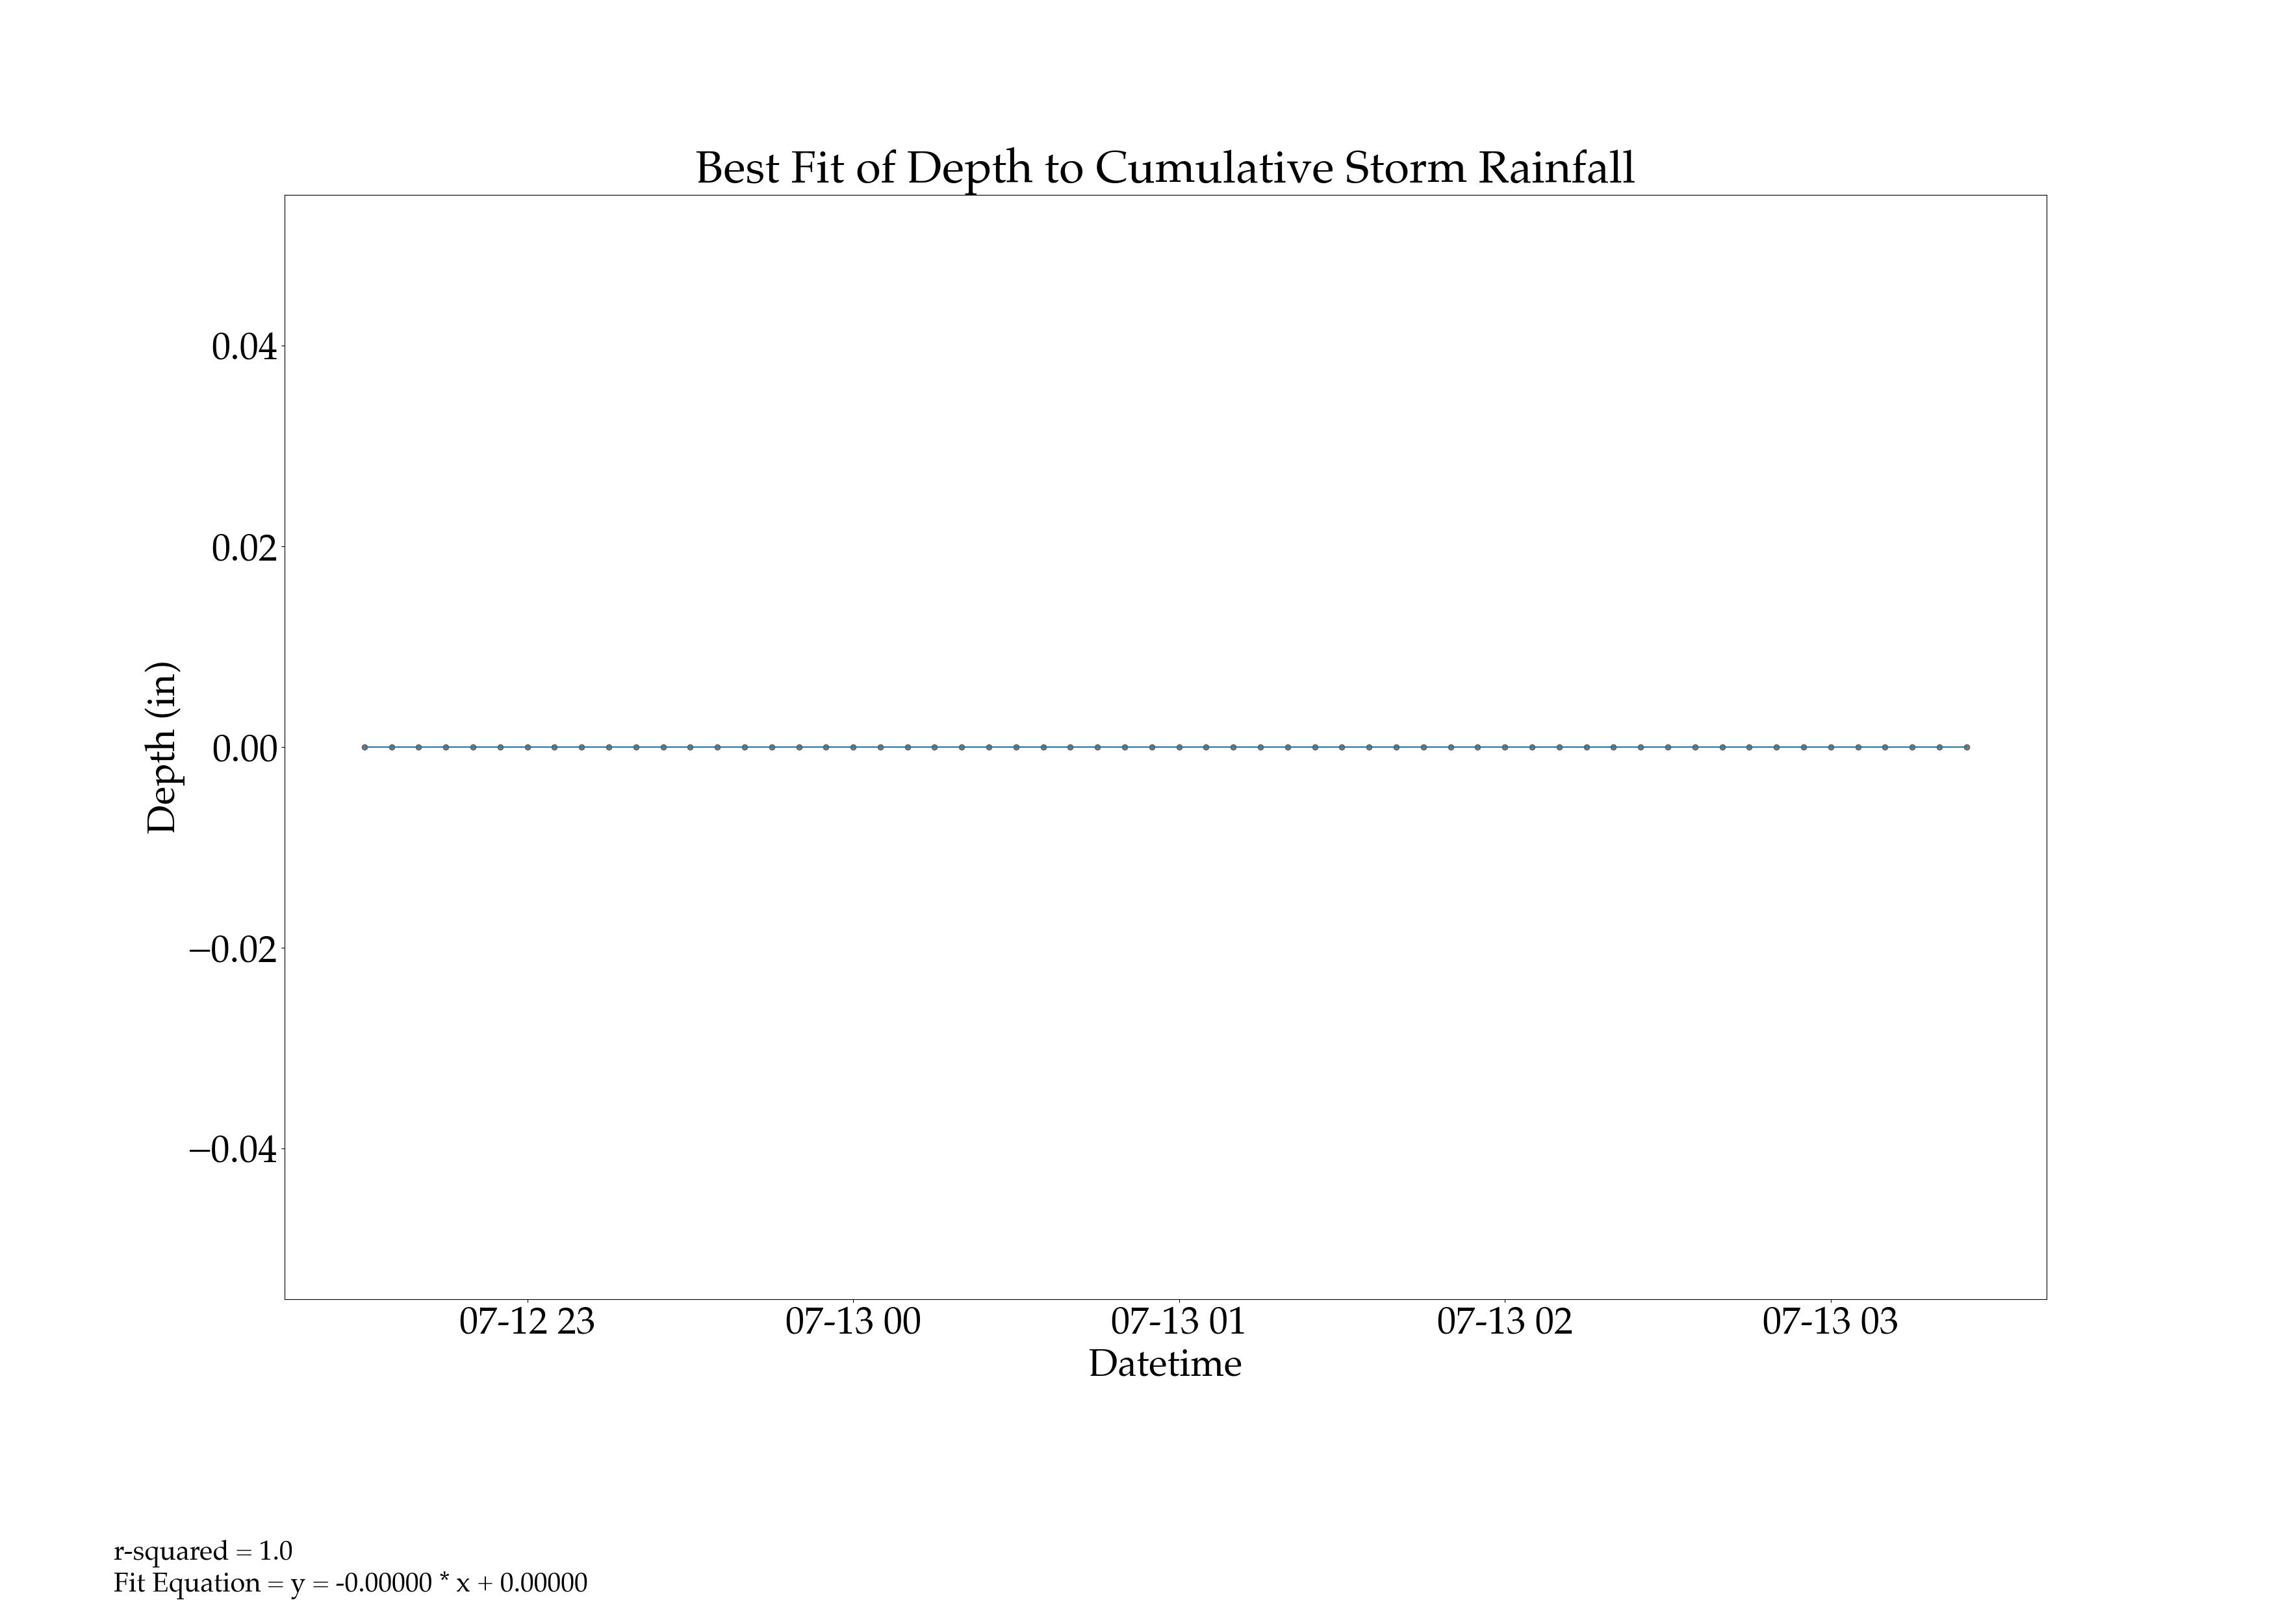 Best Fit of Depth to Cumulative Storm Rainfall
0.04
0.02
0.00
−0.02
−0.04
Depth (in)
07-12 23
07-13 00
07-13 01
07-13 02
07-13 03
Datetime
r-squared = 1.0
Fit Equation = y = -0.00000 * x + 0.00000